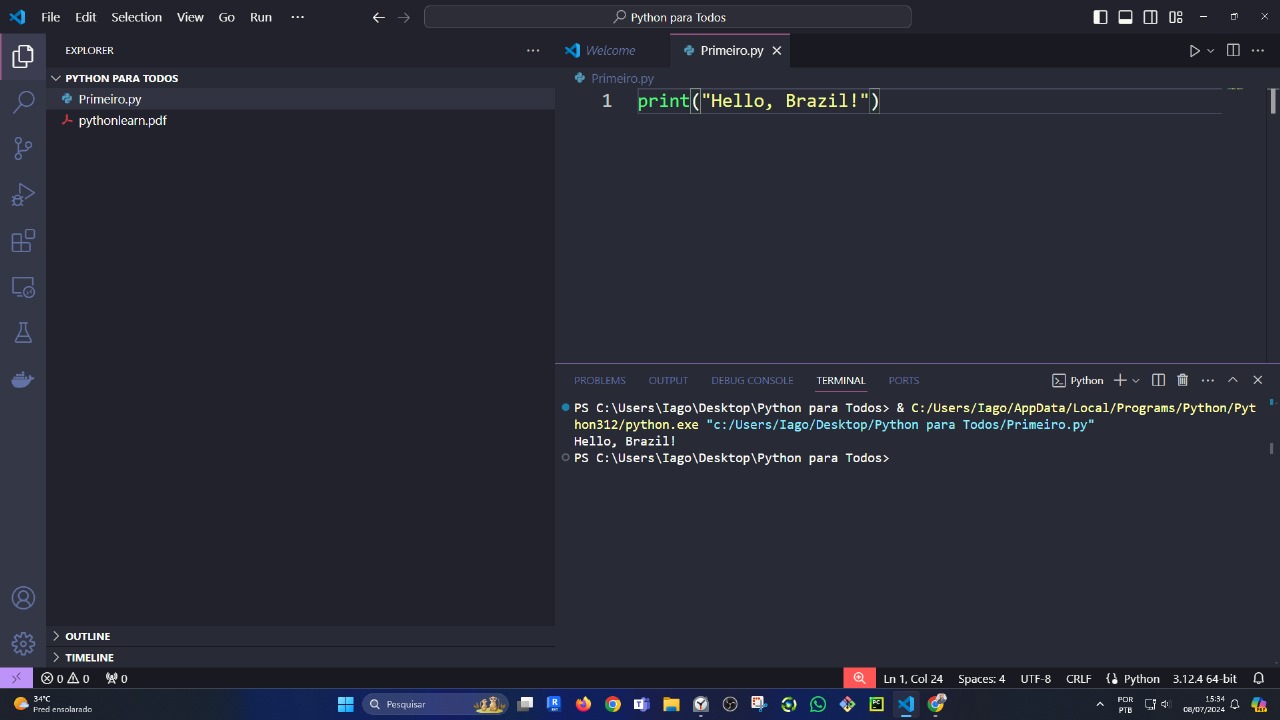 File Edit Selection View Go Run ···
Python para Todos
EXPLORER ···
PYTHON PARA TODOS
Primeiro.py
pythonlearn.pdf
OUTLINE
TIMELINE
Welcome Primeiro.py
Primeiro.py
1 print("Hello, Brazil!")
PROBLEMS OUTPUT DEBUG CONSOLE TERMINAL PORTS Python
PS C:\Users\Iago\Desktop\Python para Todos> & C:/Users/Iago/AppData/Local/Programs/Python/Pyt
hon312/python.exe "c:/Users/Iago/Desktop/Python para Todos/Primeiro.py"
Hello, Brazil!
PS C:\Users\Iago\Desktop\Python para Todos>
0 0 0 Ln 1, Col 24 Spaces: 4 UTF-8 CRLF Python 3.12.4 64-bit
34°C
Pred ensolarado
Pesquisar
POR
PTB
15:34
08/07/2024